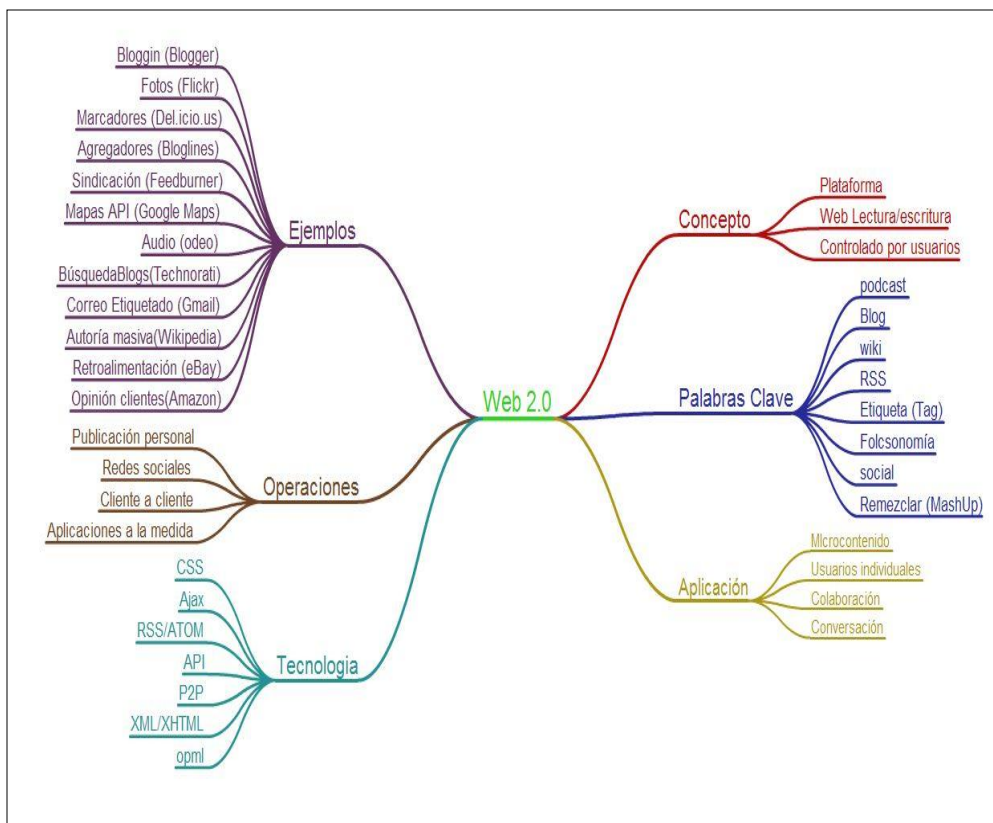 Bloggin (Blogger)
Fotos (Flickr)
Marcadores (Del.icio.us)
Agregadores (Bloglines)
Sindicación (Feedburner)
Mapas API (Google Maps)
Audio (odeo)
BúsquedaBlogs(Technorati)
Correo Etiquetado (Gmail)
Autoría masiva(Wikipedia)
Retroalimentación (eBay)
Opinión clientes(Amazon)
Ejemplos
Publicación personal
Redes sociales
Cliente a cliente
Aplicaciones a la medida
Operaciones
CSS
Ajax
RSS/ATOM
API
P2P
XML/XHTML
opml
Tecnologia
Web 2.0
Concepto
Plataforma
Web Lectura/escritura
Controlado por usuarios
Palabras Clave
podcast
Blog
wiki
RSS
Etiqueta (Tag)
Folcsonomía
social
Remezclar (MashUp)
Aplicación
Microcontenido
Usuarios individuales
Colaboración
Conversación